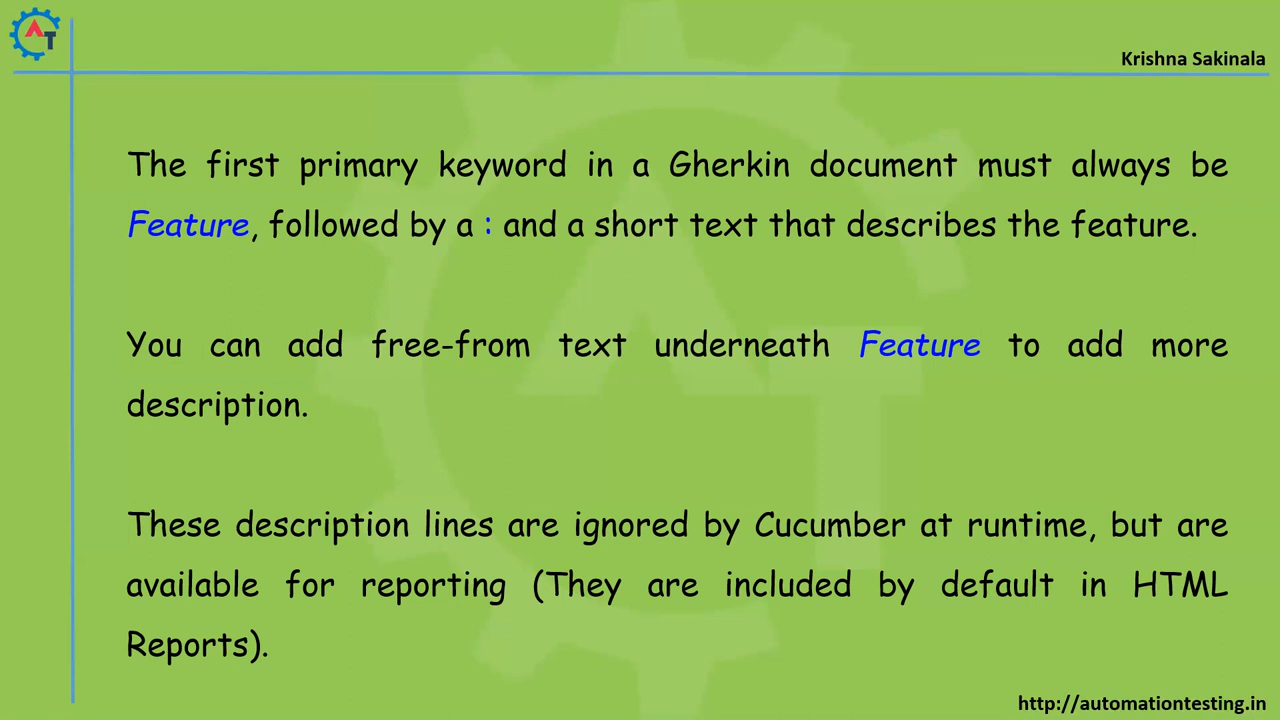 AT
Krishna Sakinala
The first primary keyword in a Gherkin document must always be
Feature, followed by a : and a short text that describes the feature.
You can add free-from text underneath Feature to add more
description.
These description lines are ignored by Cucumber at runtime, but are
available for reporting (They are included by default in HTML
Reports).
http://automationtesting.in